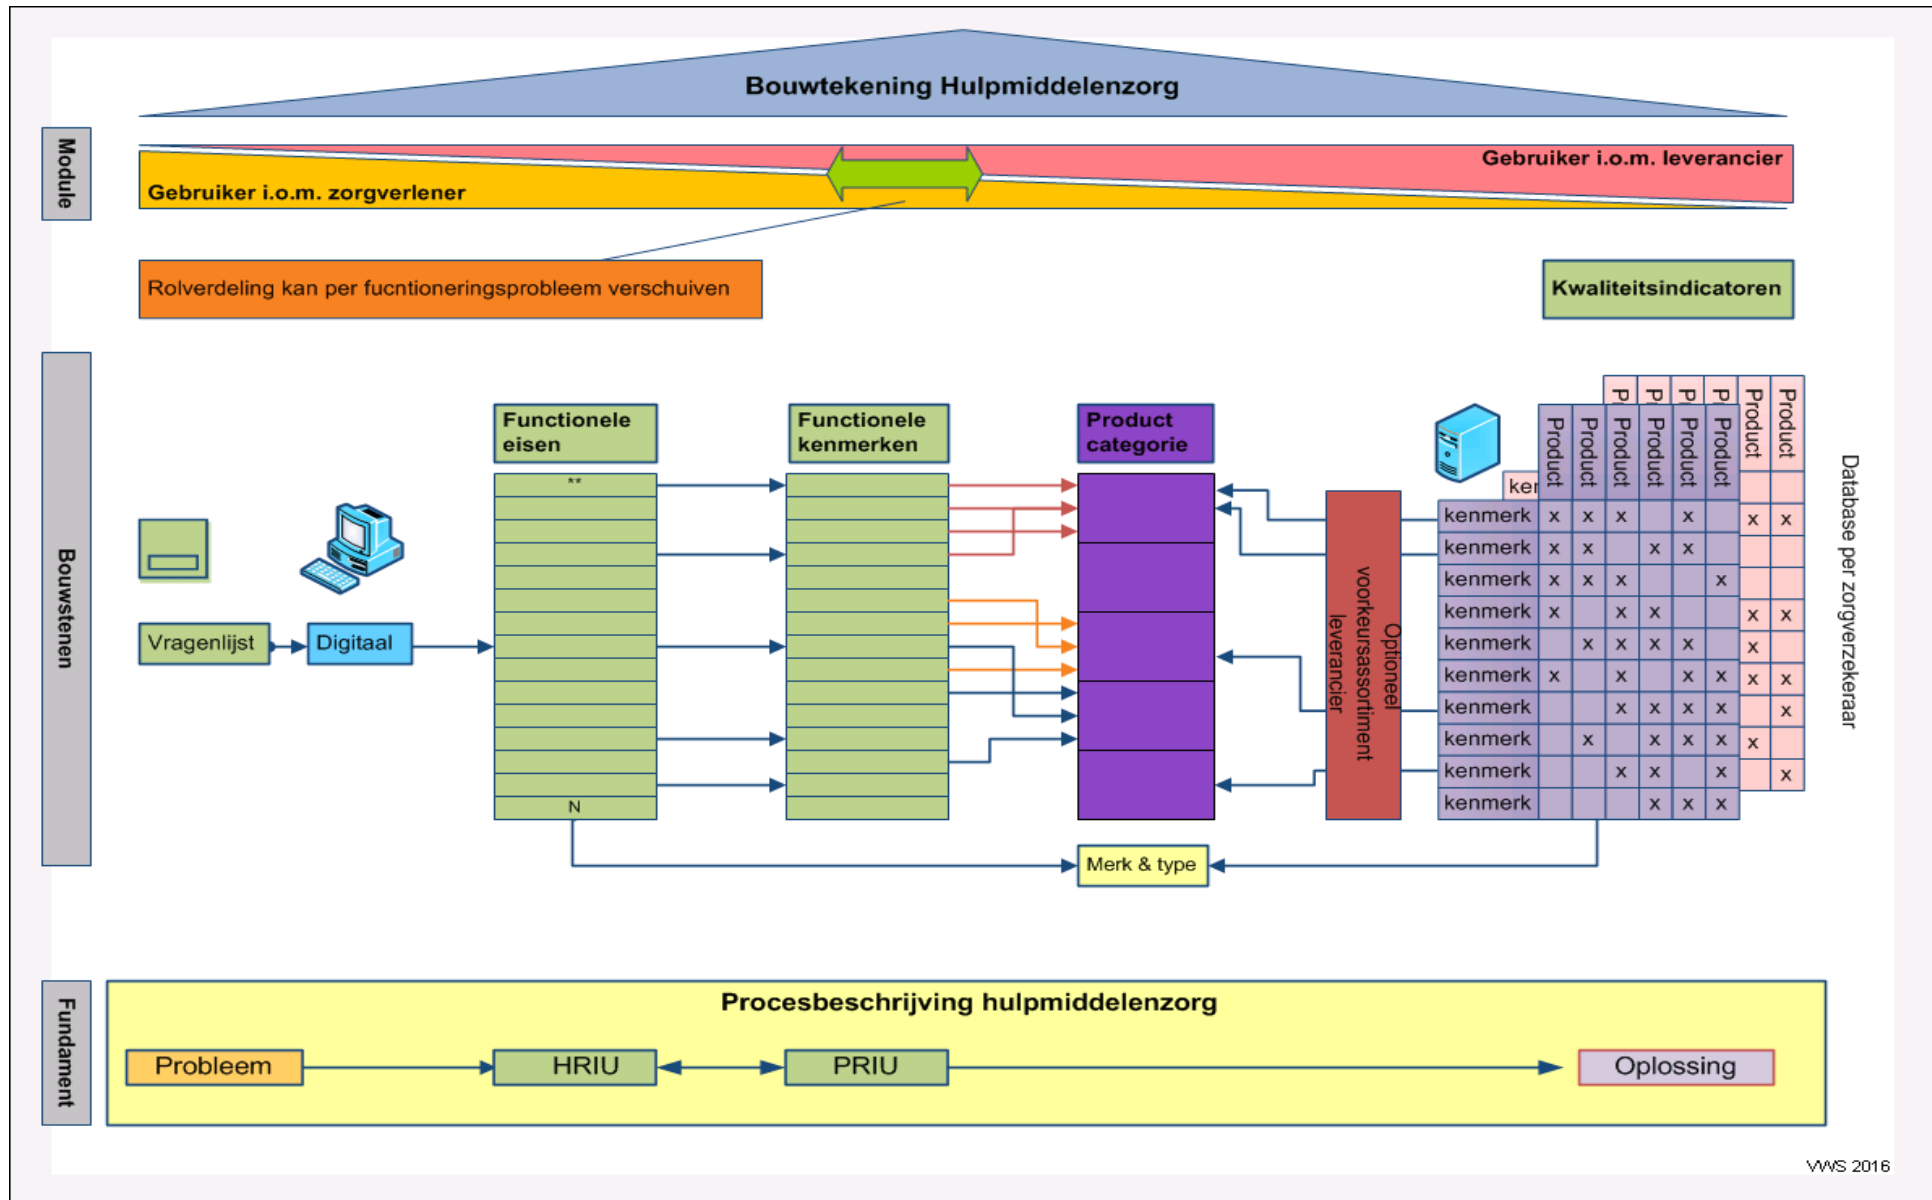 Bouwtekening Hulpmiddelenzorg
Module
Gebruiker i.o.m. leverancier
Gebruiker i.o.m. zorgverlener
Rolverdeling kan per fucntioneringsprobleem verschuiven
Kwaliteitsindicatoren
Bouwstenen
Vragenlijst
Digitaal
Functionele
eisen
**
N
Functionele
kenmerken
Product
categorie
Merk & type
Optioneel
voorkeursassortiment
leverancier
Product
Product
Product
Product
Product
Product
Product
Product
kenmerk x x x x x x
kenmerk x x x x
kenmerk x x x x
kenmerk x x x x x
kenmerk x x x x x
kenmerk x x x x x x
kenmerk x x x x x
kenmerk x x x x x
kenmerk x x x x
kenmerk x x x
Database per zorgverzekeraar
Fundament
Procesbeschrijving hulpmiddelenzorg
Probleem
HRIU
PRIU
Oplossing
VWS 2016